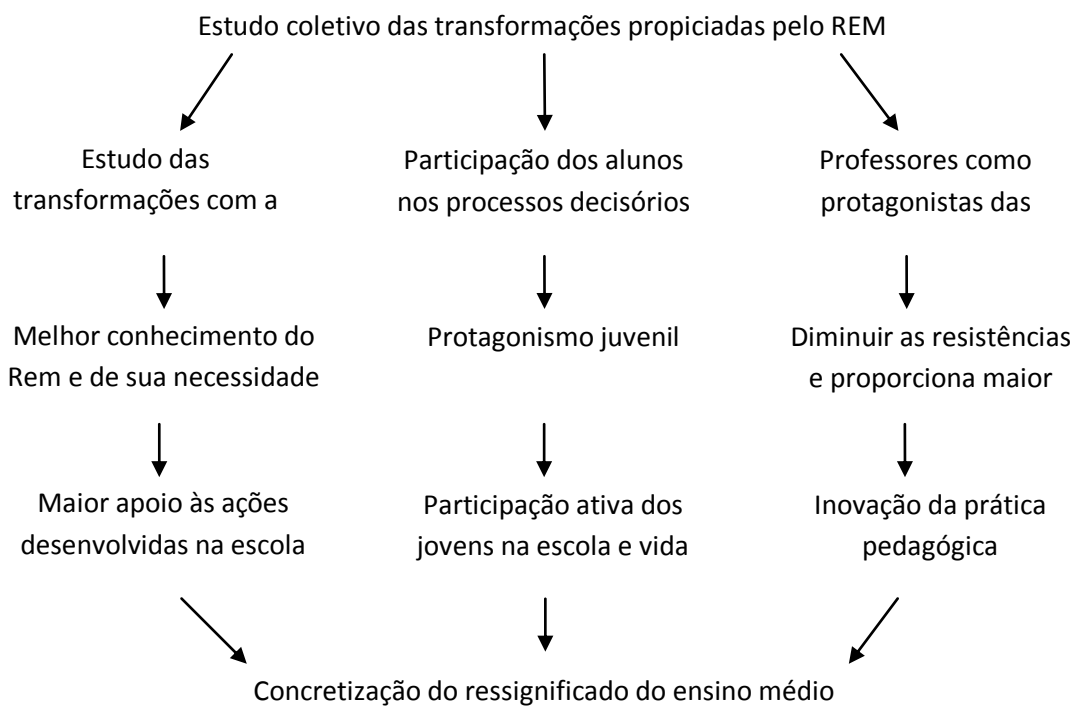 Estudo coletivo das transformações propiciadas pelo REM
Estudo das
transformações com a
Participação dos alunos
nos processos decisórios
Professores como
protagonistas das
Melhor conhecimento do
Rem e de sua necessidade
Protagonismo juvenil
Diminuir as resistências
e proporciona maior
Maior apoio às ações
desenvolvidas na escola
Participação ativa dos
jovens na escola e vida
Inovação da prática
pedagógica
Concretização do ressignificado do ensino médio